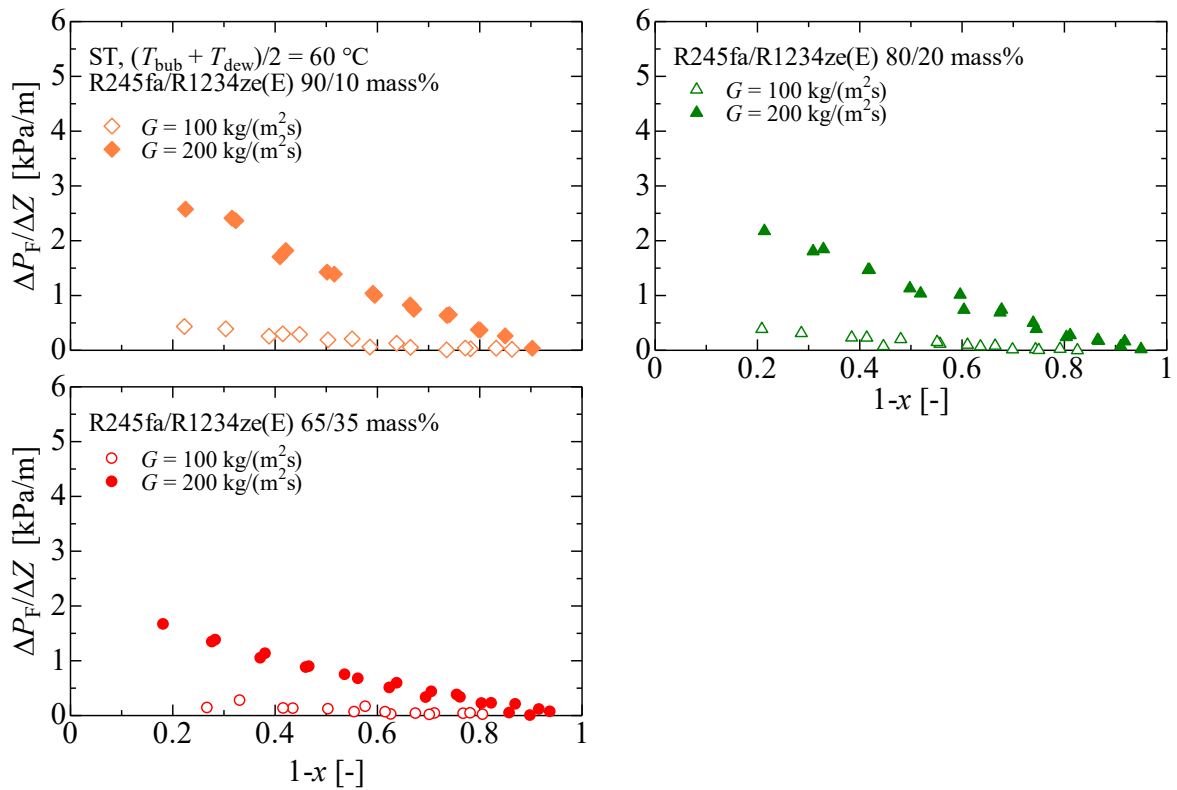 6
5
4
3
2
1
0
ΔP_F/ΔZ [kPa/m]
ST, (T_bub + T_dew)/2 = 60 °C
R245fa/R1234ze(E) 90/10 mass%
G = 100 kg/(m²s)
G = 200 kg/(m²s)
6
5
4
3
2
1
0
R245fa/R1234ze(E) 80/20 mass%
G = 100 kg/(m²s)
G = 200 kg/(m²s)
0 0.2 0.4 0.6 0.8 1
1-x [-]
6
5
4
3
2
1
0
ΔP_F/ΔZ [kPa/m]
R245fa/R1234ze(E) 65/35 mass%
G = 100 kg/(m²s)
G = 200 kg/(m²s)
0 0.2 0.4 0.6 0.8 1
1-x [-]